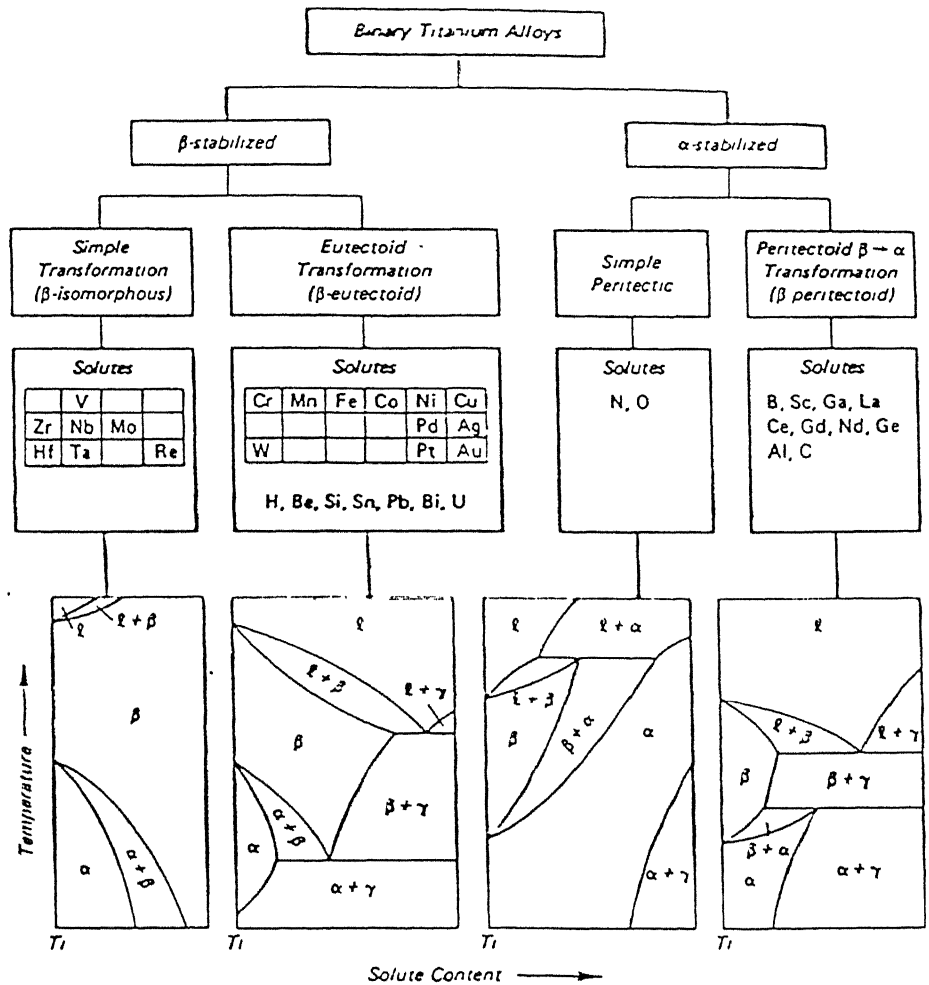 Binary Titanium Alloys
β-stabilized
α-stabilized
Simple
Transformation
(β-isomorphous)
Eutectoid
Transformation
(β-eutectoid)
Simple
Peritectic
Peritectoid β → α
Transformation
(β peritectoid)
Solutes
V
Zr Nb Mo
Hf Ta Re
Solutes
Cr Mn Fe Co Ni Cu
Pd Ag
W Pt Au
H, Be, Si, Sn, Pb, Bi, U
Solutes
N, O
Solutes
B, Sc, Ga, La
Ce, Gd, Nd, Ge
Al, C
Temperature
ℓ
ℓ + β
β
α
α + β
Ti
ℓ
ℓ + β
ℓ + γ
β
α
α + β
β + γ
α + γ
Ti
ℓ
ℓ + α
ℓ + β
β
β + α
α
α + γ
Ti
ℓ
ℓ + β
ℓ + γ
β
β + γ
β + α
α
α + γ
Ti
Solute Content